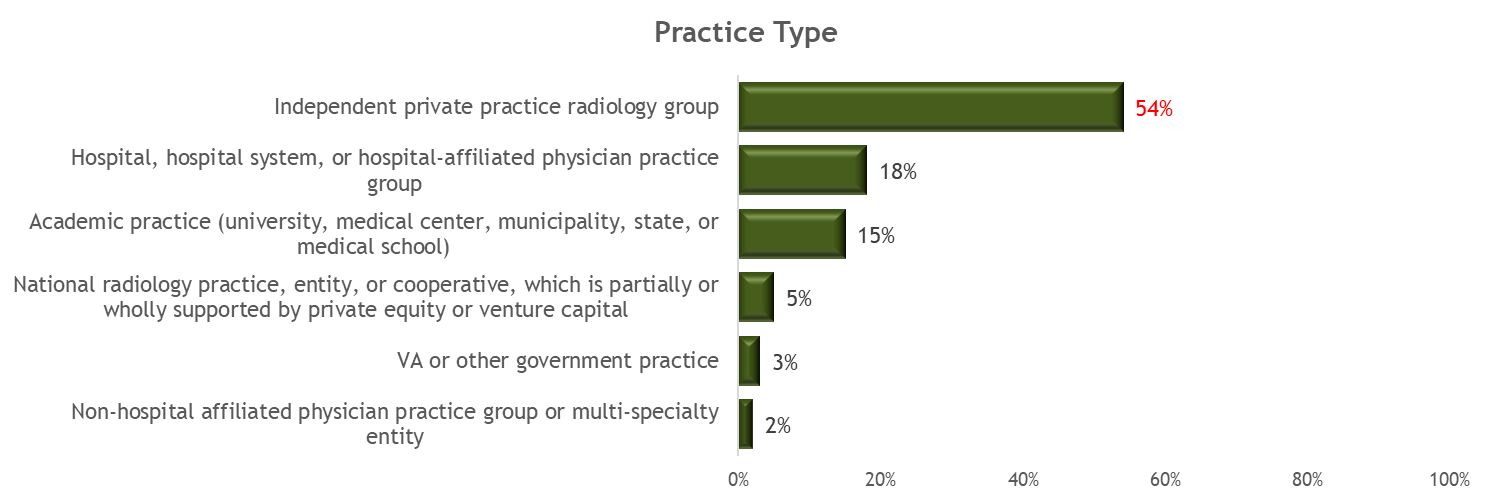 Practice Type
Independent private practice radiology group
54%
Hospital, hospital system, or hospital-affiliated physician practice
group
18%
Academic practice (university, medical center, municipality, state, or
medical school)
15%
National radiology practice, entity, or cooperative, which is partially or
wholly supported by private equity or venture capital
5%
VA or other government practice
3%
Non-hospital affiliated physician practice group or multi-specialty
entity
2%
0% 20% 40% 60% 80% 100%